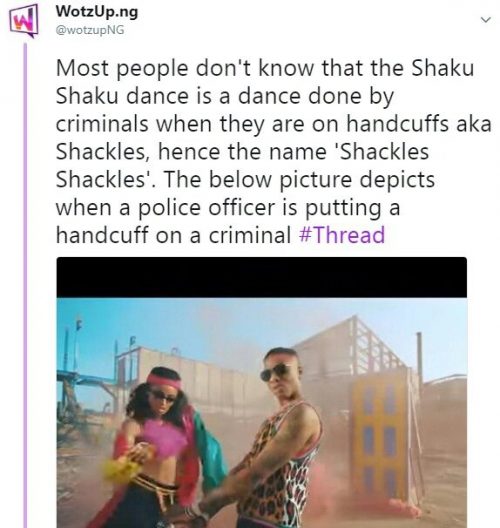 WotzUp.ng
@wotzupNG
Most people don't know that the Shaku
Shaku dance is a dance done by
criminals when they are on handcuffs aka
Shackles, hence the name 'Shackles
Shackles'. The below picture depicts
when a police officer is putting a
handcuff on a criminal #Thread